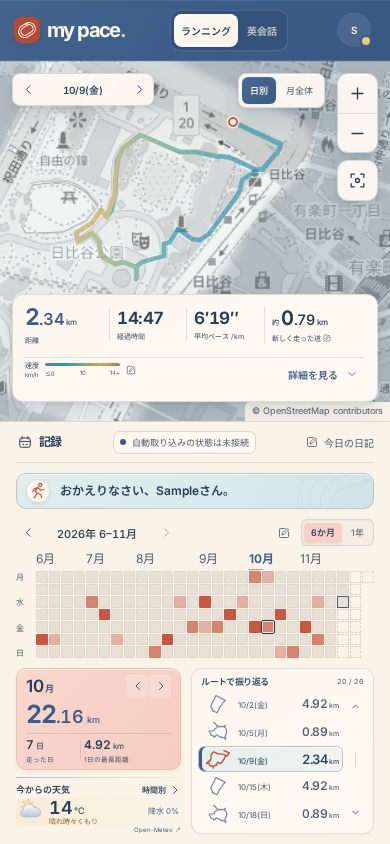 my pace.
ランニング
英会話
S
10/9(金)
日別
月全体
1
20
祝田通り
自由の鐘
日比谷
有楽町一丁目
日比谷公園
日比谷
有楽町
2.34 km
距離
14:47
経過時間
6′19″
平均ペース /km
約 0.79 km
新しく走った道
速度
km/h
≤6
10
14+
詳細を見る
© OpenStreetMap contributors
記録
自動取り込みの状態は未接続
今日の日記
おかえりなさい、Sampleさん。
2026年 6–11月
6か月
1年
6月
7月
8月
9月
10月
11月
月
水
金
日
10月
22.16 km
7 日
走った日
4.92 km
1日の最長距離
今からの天気
時間別
14℃
晴れ時々くもり
降水 0%
Open-Meteo ↗
ルートで振り返る
20 / 26
10/2(金)
4.92 km
10/5(月)
0.89 km
10/9(金)
2.34 km
10/15(木)
4.92 km
10/18(日)
0.89 km